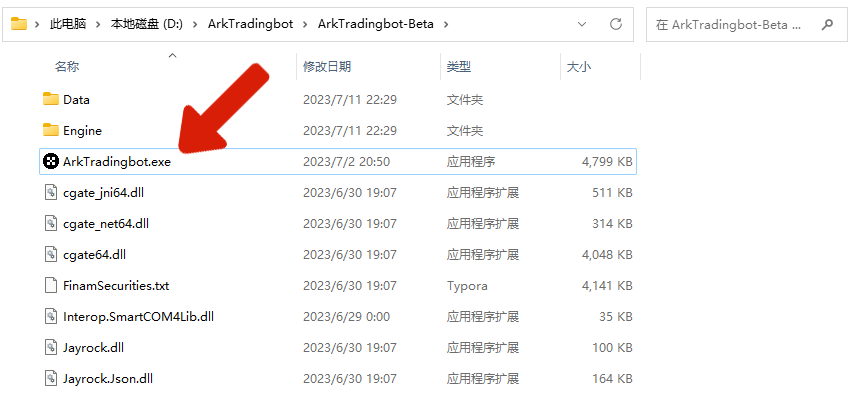 此电脑 本地磁盘 (D:) ArkTradingbot ArkTradingbot-Beta 在 ArkTradingbot-Beta ...
名称 修改日期 类型 大小
Data 2023/7/11 22:29 文件夹
Engine 2023/7/11 22:29 文件夹
ArkTradingbot.exe 2023/7/2 20:50 应用程序 4,799 KB
cgate_jni64.dll 2023/6/30 19:07 应用程序扩展 511 KB
cgate_net64.dll 2023/6/30 19:07 应用程序扩展 314 KB
cgate64.dll 2023/6/30 19:07 应用程序扩展 4,048 KB
FinamSecurities.txt 2023/6/30 19:07 Typora 4,141 KB
Interop.SmartCOM4Lib.dll 2023/6/29 0:00 应用程序扩展 35 KB
Jayrock.dll 2023/6/30 19:07 应用程序扩展 100 KB
Jayrock.Json.dll 2023/6/30 19:07 应用程序扩展 164 KB